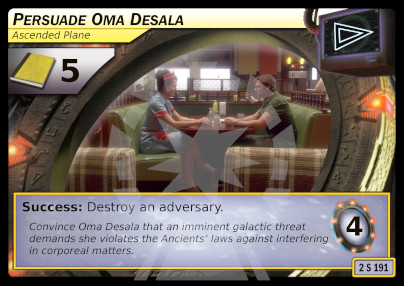 PERSUADE OMA DESALA
Ascended Plane
5
Success: Destroy an adversary.
Convince Oma Desala that an imminent galactic threat
demands she violates the Ancients' laws against interfering
in corporeal matters.
4
2 S 191